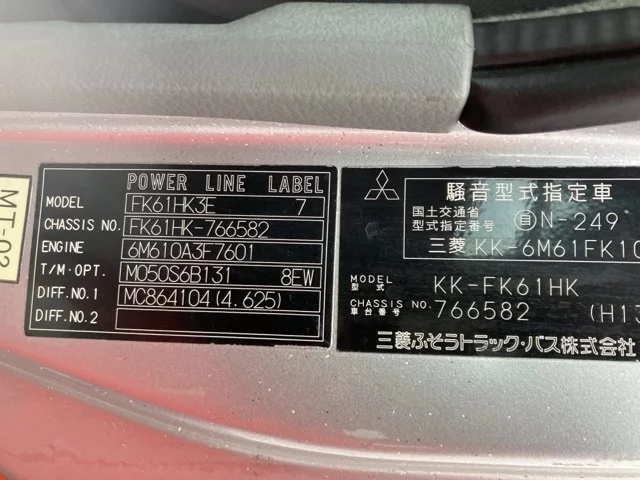 MT-02
POWER LINE LABEL
MODEL FK61HK3E 7
CHASSIS NO. FK61HK-766582
ENGINE 6M610A3F7601
T/M·OPT. M050S6B131 8EW
DIFF.NO.1 MC864104(4.625)
DIFF.NO.2
騒音型式指定車
国土交通省
型式指定番号 自N-249
三菱 KK-6M61FK10
MODEL
型式 KK-FK61HK
CHASSIS NO.
車台番号 766582 (H13
三菱ふそうトラック・バス株式会社